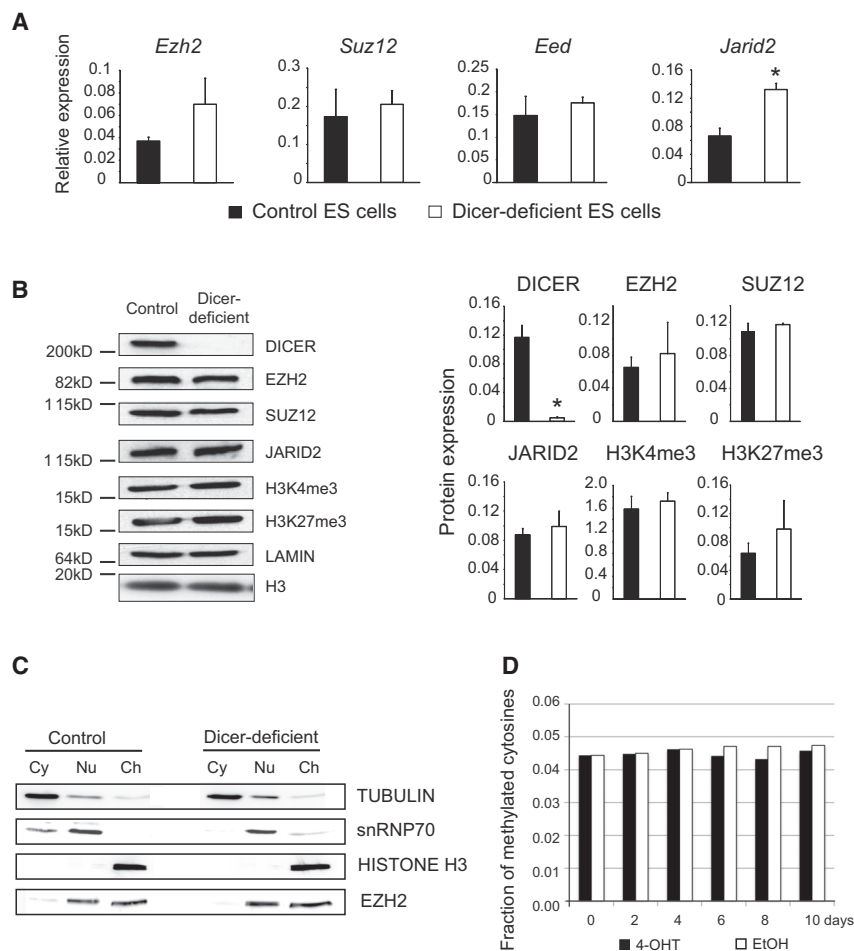 A
Ezh2 Suz12 Eed Jarid2
Relative expression
0.1
0.08
0.06
0.04
0.02
0
0.3
0.2
0.1
0
0.25
0.2
0.15
0.1
0.05
0
0.16
0.12
0.08
0.04
0
*
Control ES cells Dicer-deficient ES cells
B
Control Dicer-
deficient
200kD DICER
82kD EZH2
115kD SUZ12
115kD JARID2
15kD H3K4me3
15kD H3K27me3
64kD LAMIN
20kD H3
Protein expression
DICER EZH2 SUZ12
0.16
0.12
0.08
0.04
0
*
0.12
0.08
0.04
0
0.12
0.08
0.04
0
JARID2 H3K4me3 H3K27me3
0.16
0.12
0.08
0.04
0
2.0
1.6
1.2
0.8
0.4
0
0.16
0.12
0.08
0.04
0
C
Control Dicer-deficient
Cy Nu Ch Cy Nu Ch
TUBULIN
snRNP70
HISTONE H3
EZH2
D
Fraction of methylated cytosines
0.06
0.05
0.04
0.03
0.02
0.01
0.00
0 2 4 6 8 10 days
4-OHT EtOH